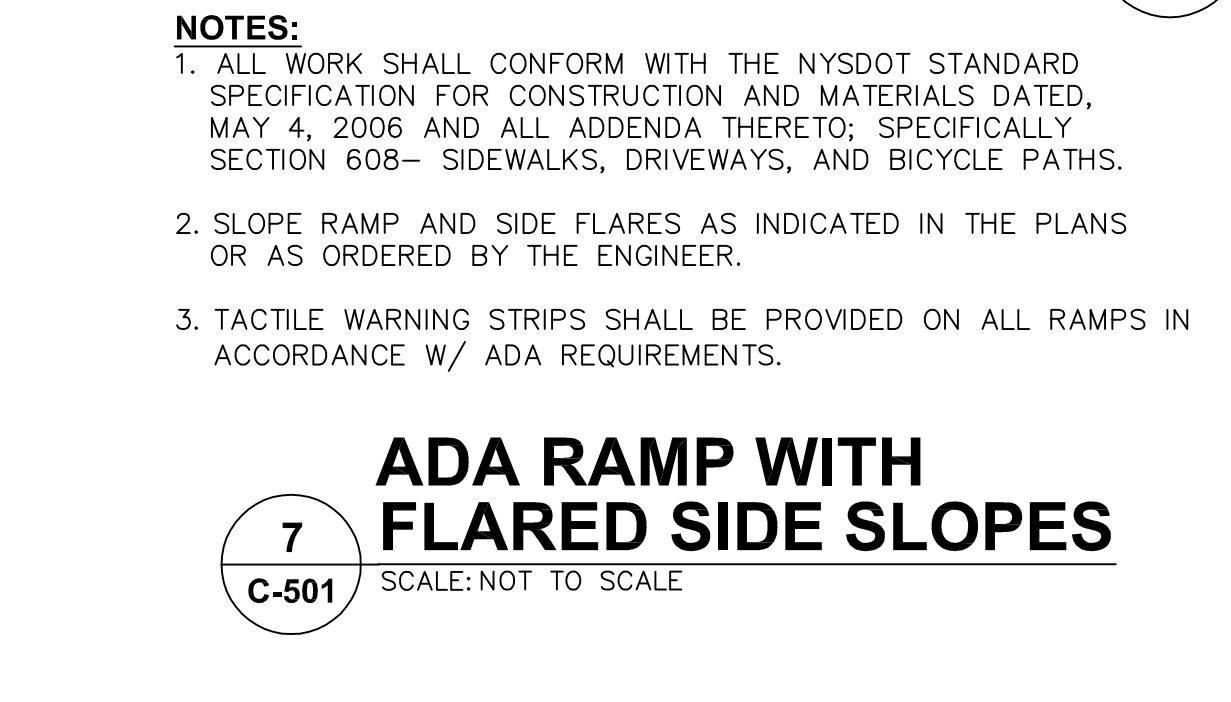 NOTES:
1. ALL WORK SHALL CONFORM WITH THE NYSDOT STANDARD
SPECIFICATION FOR CONSTRUCTION AND MATERIALS DATED,
MAY 4, 2006 AND ALL ADDENDA THERETO; SPECIFICALLY
SECTION 608– SIDEWALKS, DRIVEWAYS, AND BICYCLE PATHS.
2. SLOPE RAMP AND SIDE FLARES AS INDICATED IN THE PLANS
OR AS ORDERED BY THE ENGINEER.
3. TACTILE WARNING STRIPS SHALL BE PROVIDED ON ALL RAMPS IN
ACCORDANCE W/ ADA REQUIREMENTS.
ADA RAMP WITH
FLARED SIDE SLOPES
7
C-501
SCALE: NOT TO SCALE